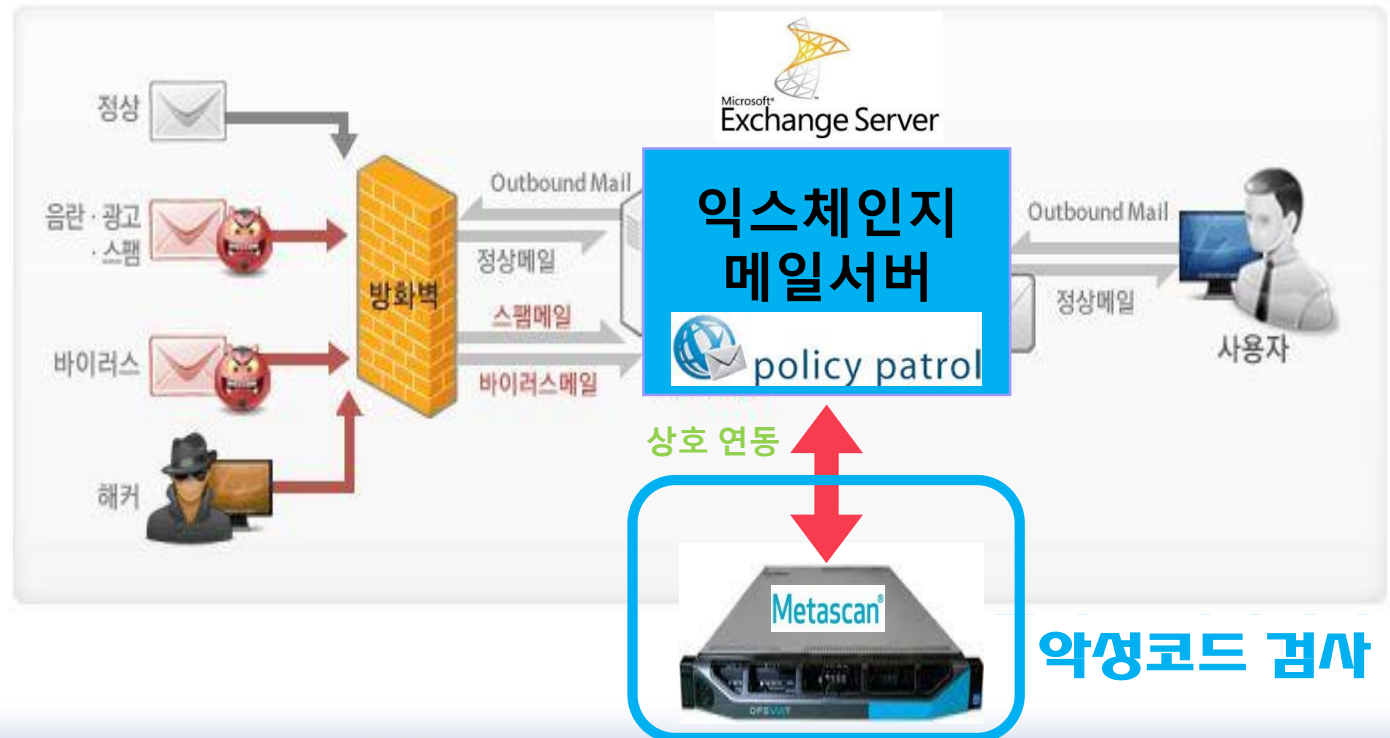 Microsoft®
Exchange Server
정상
음란 · 광고
· 스팸
바이러스
해커
방화벽
Outbound Mail
정상메일
스팸메일
바이러스메일
익스체인지
메일서버
policy patrol
Outbound Mail
정상메일
사용자
상호 연동
Metascan®
OPSWAT
악성코드 검사